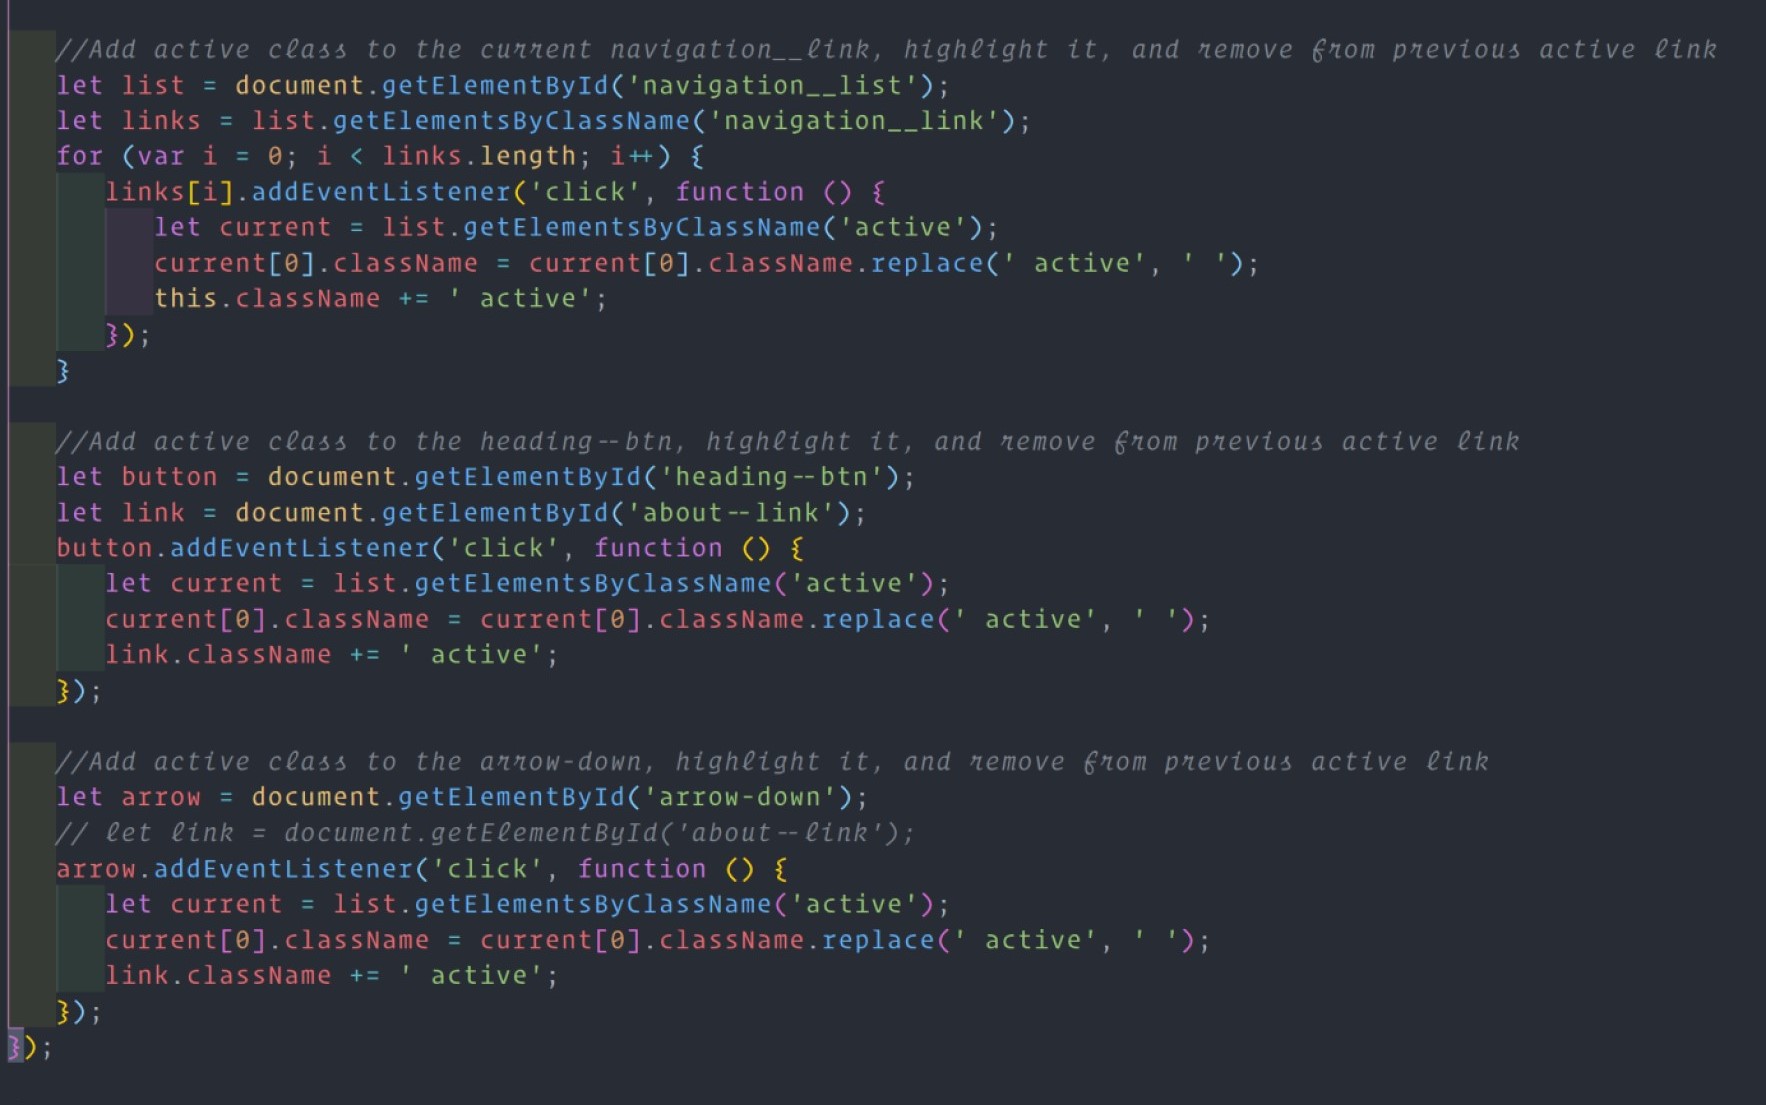 //Add active class to the current navigation__link, highlight it, and remove from previous active link
let list = document.getElementById('navigation__list');
let links = list.getElementsByClassName('navigation__link');
for (var i = 0; i < links.length; i++) {
links[i].addEventListener('click', function () {
let current = list.getElementsByClassName('active');
current[0].className = current[0].className.replace(' active', ' ');
this.className += ' active';
});
}
//Add active class to the heading--btn, highlight it, and remove from previous active link
let button = document.getElementById('heading--btn');
let link = document.getElementById('about--link');
button.addEventListener('click', function () {
let current = list.getElementsByClassName('active');
current[0].className = current[0].className.replace(' active', ' ');
link.className += ' active';
});
//Add active class to the arrow-down, highlight it, and remove from previous active link
let arrow = document.getElementById('arrow-down');
// let link = document.getElementById('about--link');
arrow.addEventListener('click', function () {
let current = list.getElementsByClassName('active');
current[0].className = current[0].className.replace(' active', ' ');
link.className += ' active';
});
});